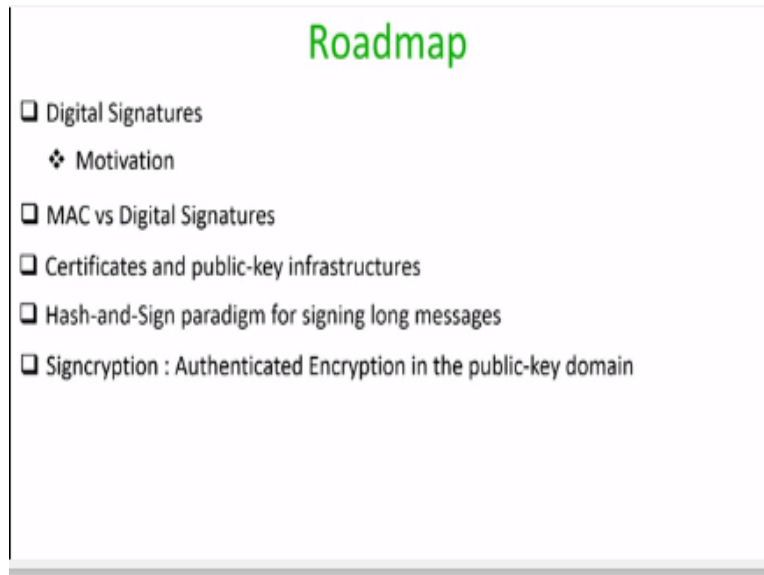 Roadmap
❑ Digital Signatures
❖ Motivation
❑ MAC vs Digital Signatures
❑ Certificates and public-key infrastructures
❑ Hash-and-Sign paradigm for signing long messages
❑ Signcryption : Authenticated Encryption in the public-key domain